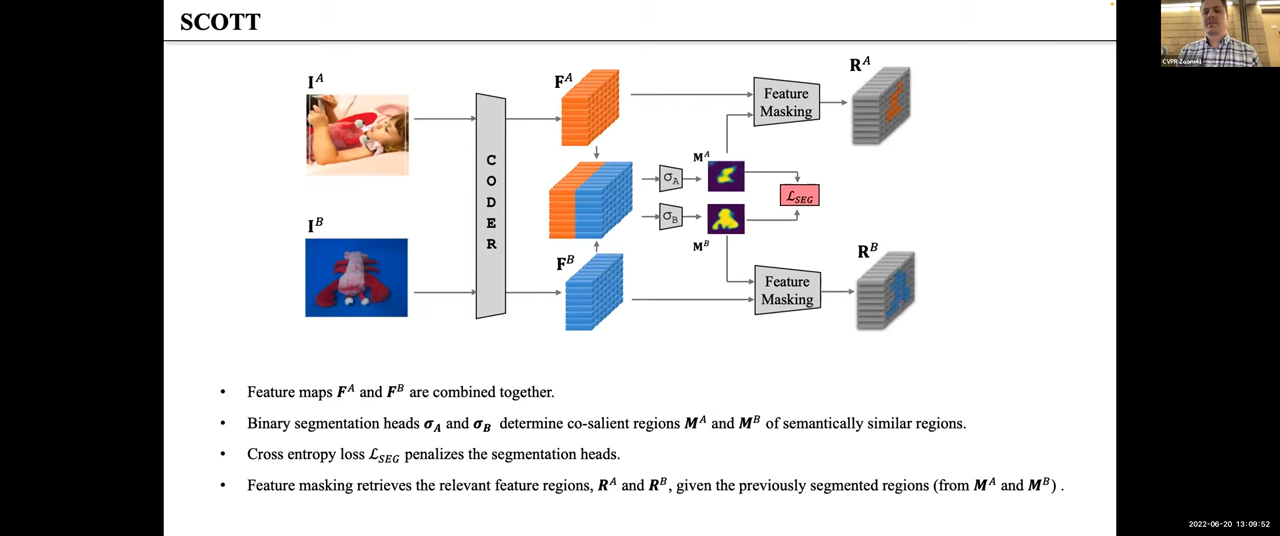 SCOTT
I^A
F^A
R^A
Feature
Masking
CODER
M^A
σ_A
ℒ_SEG
σ_B
I^B
M^B
F^B
R^B
Feature
Masking
• Feature maps F^A and F^B are combined together.
• Binary segmentation heads σ_A and σ_B determine co-salient regions M^A and M^B of semantically similar regions.
• Cross entropy loss ℒ_SEG penalizes the segmentation heads.
• Feature masking retrieves the relevant feature regions, R^A and R^B, given the previously segmented regions (from M^A and M^B) .
2022-06-20 13:09:52